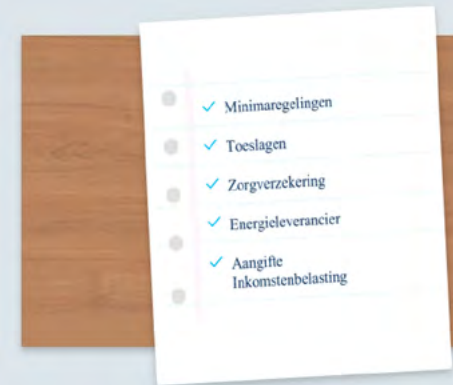 Minimaregelingen
Toeslagen
Zorgverzekering
Energieleverancier
Aangifte
Inkomstenbelasting